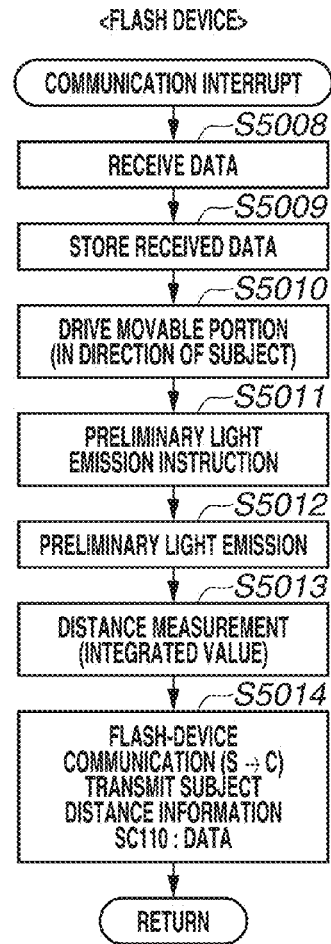 <FLASH DEVICE>
COMMUNICATION INTERRUPT
S5008
RECEIVE DATA
S5009
STORE RECEIVED DATA
S5010
DRIVE MOVABLE PORTION
(IN DIRECTION OF SUBJECT)
S5011
PRELIMINARY LIGHT
EMISSION INSTRUCTION
S5012
PRELIMINARY LIGHT EMISSION
S5013
DISTANCE MEASUREMENT
(INTEGRATED VALUE)
S5014
FLASH-DEVICE
COMMUNICATION (S → C)
TRANSMIT SUBJECT
DISTANCE INFORMATION
SC110 : DATA
RETURN